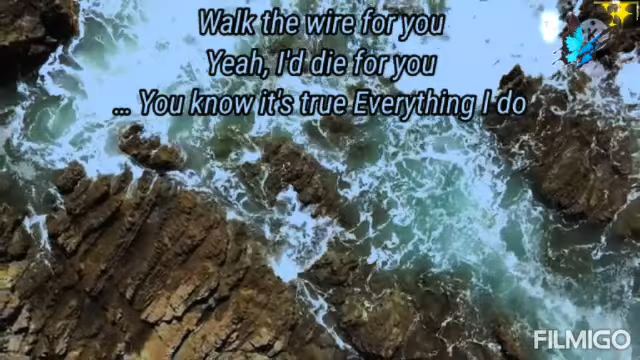 Walk the wire for you
Yeah, I'd die for you
... You know it's true Everything I do
FILMIGO